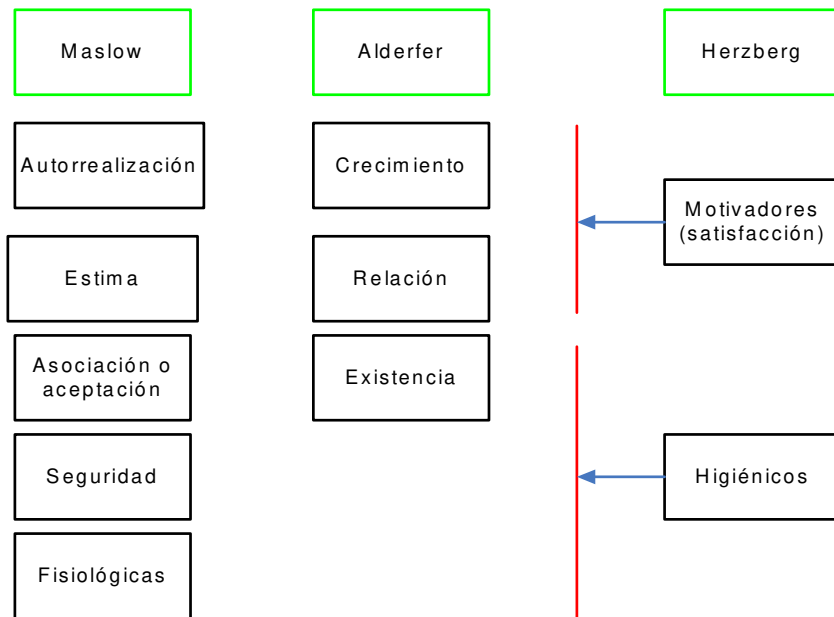 Maslow
Alderfer
Herzberg
Autorrealización
Crecimiento
Motivadores
(satisfacción)
Estima
Relación
Asociación o
aceptación
Existencia
Seguridad
Higiénicos
Fisiológicas